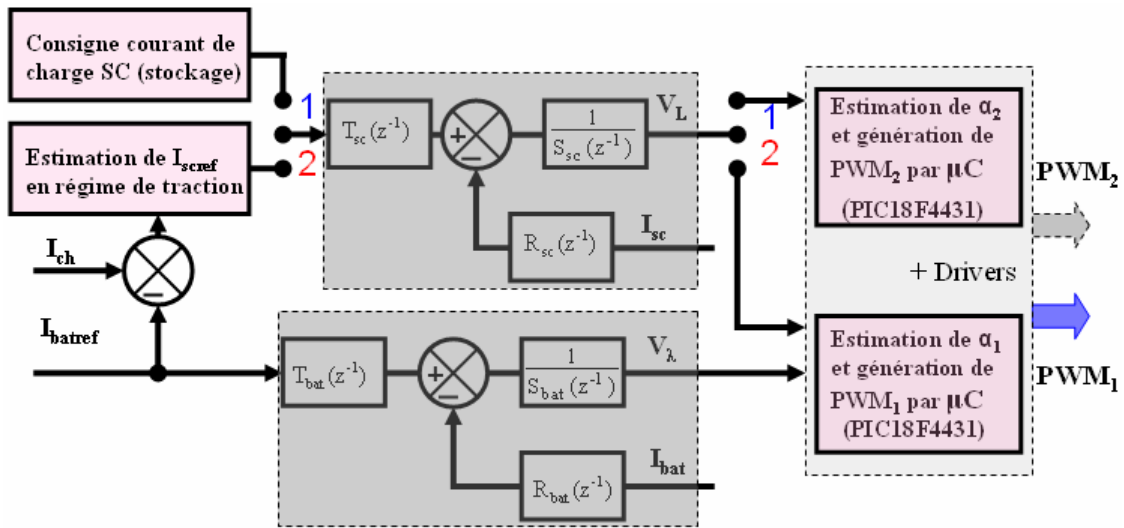 Consigne courant de
charge SC (stockage)
1
2
Estimation de I_scref
en régime de traction
I_ch
I_batref
T_sc(z⁻¹)
+
−
1
S_sc(z⁻¹)
V_L
R_sc(z⁻¹)
I_sc
1
2
Estimation de α₂
et génération de
PWM₂ par µC
(PIC18F4431)
PWM₂
+ Drivers
−
T_bat(z⁻¹)
+
−
1
S_bat(z⁻¹)
V_λ
R_bat(z⁻¹)
I_bat
Estimation de α₁
et génération de
PWM₁ par µC
(PIC18F4431)
PWM₁